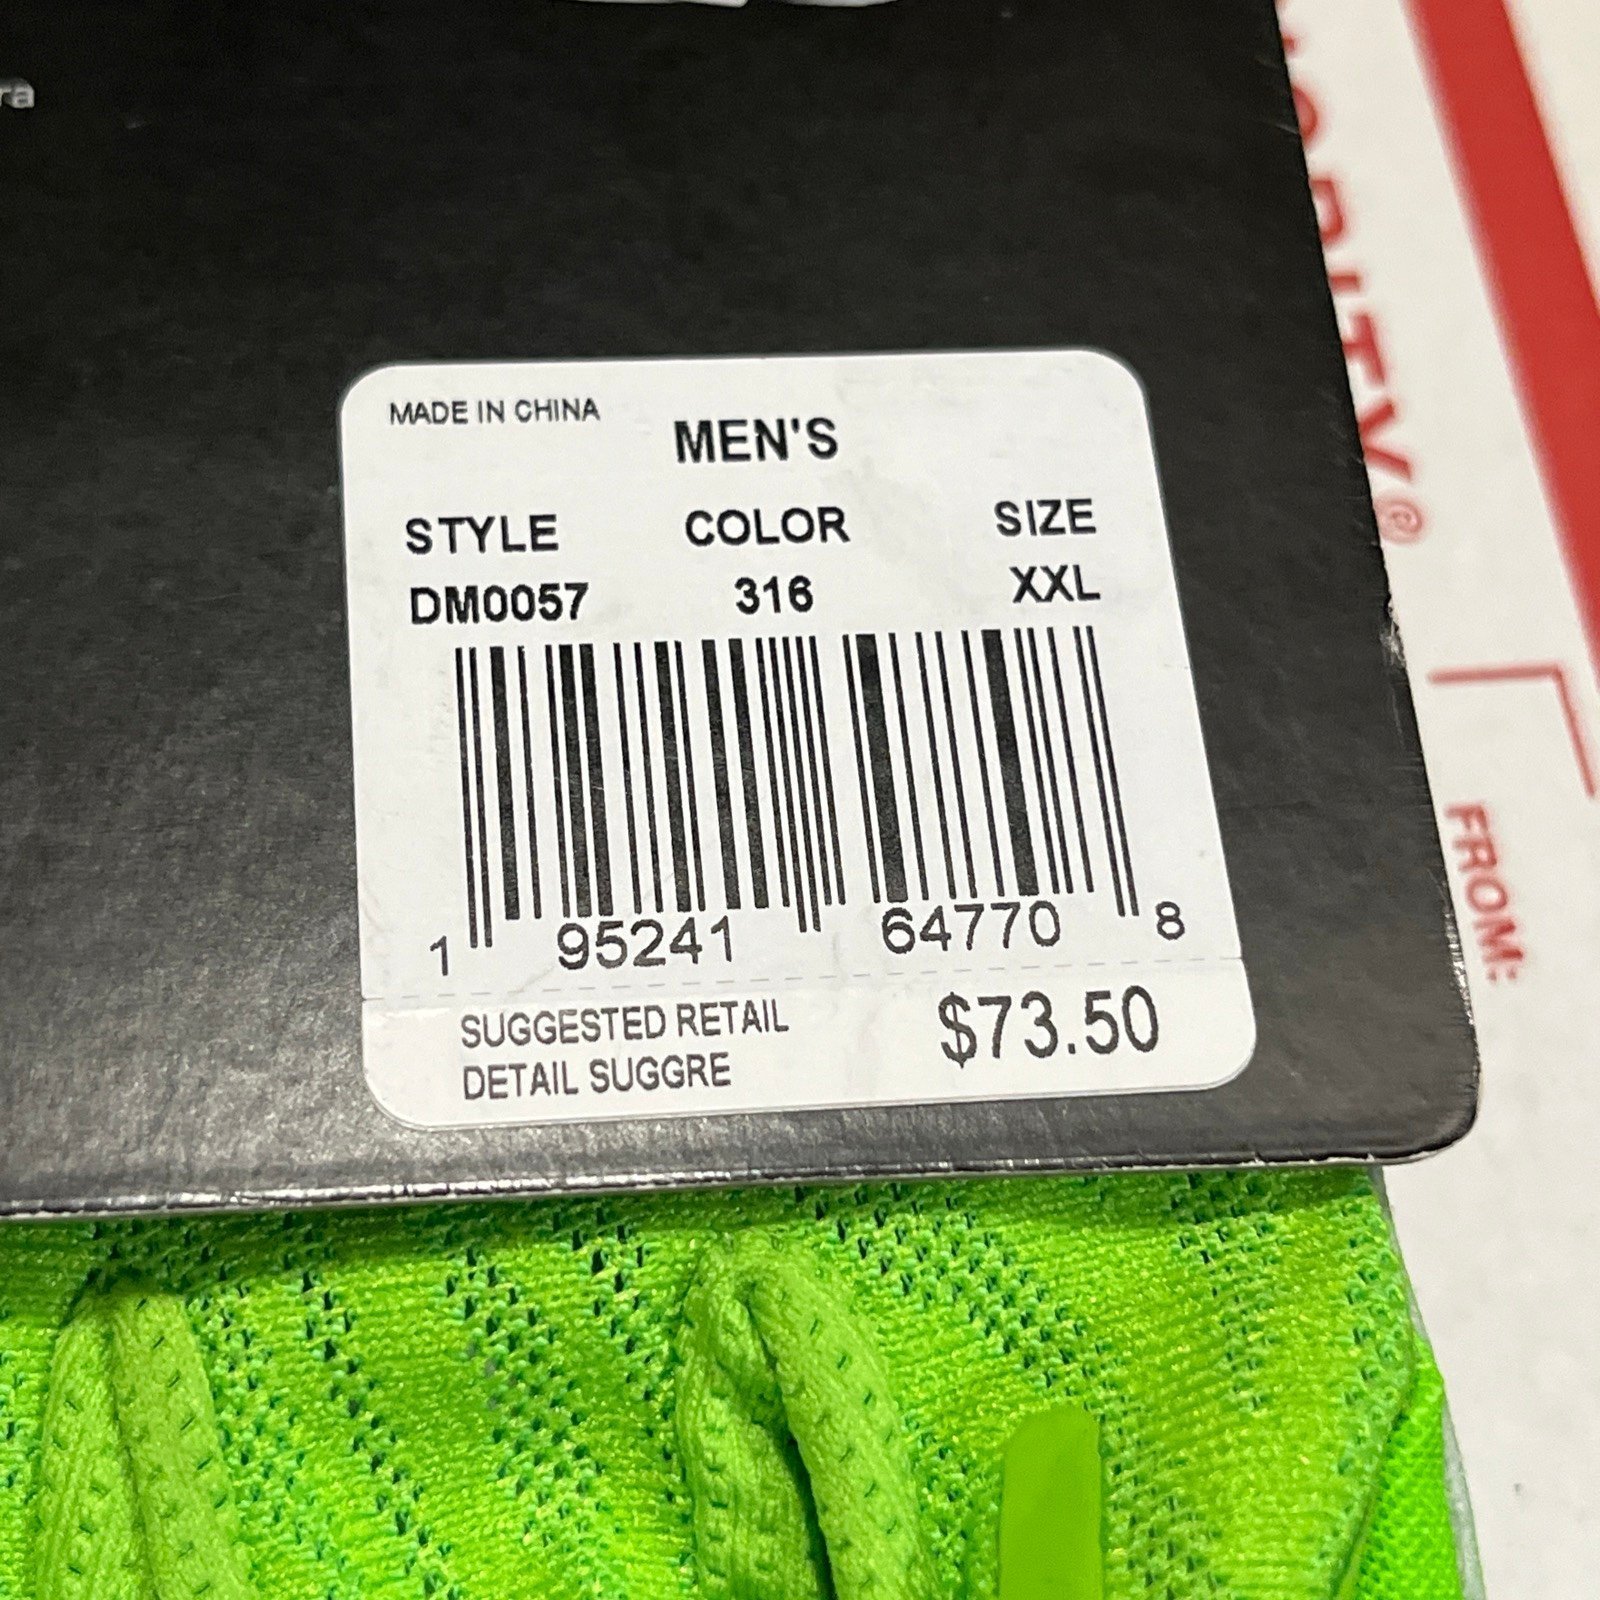 ra
MADE IN CHINA
MEN'S
STYLE COLOR SIZE
DM0057 316 XXL
1 95241 64770 8
SUGGESTED RETAIL $73.50
DETAIL SUGGRE
FROM: